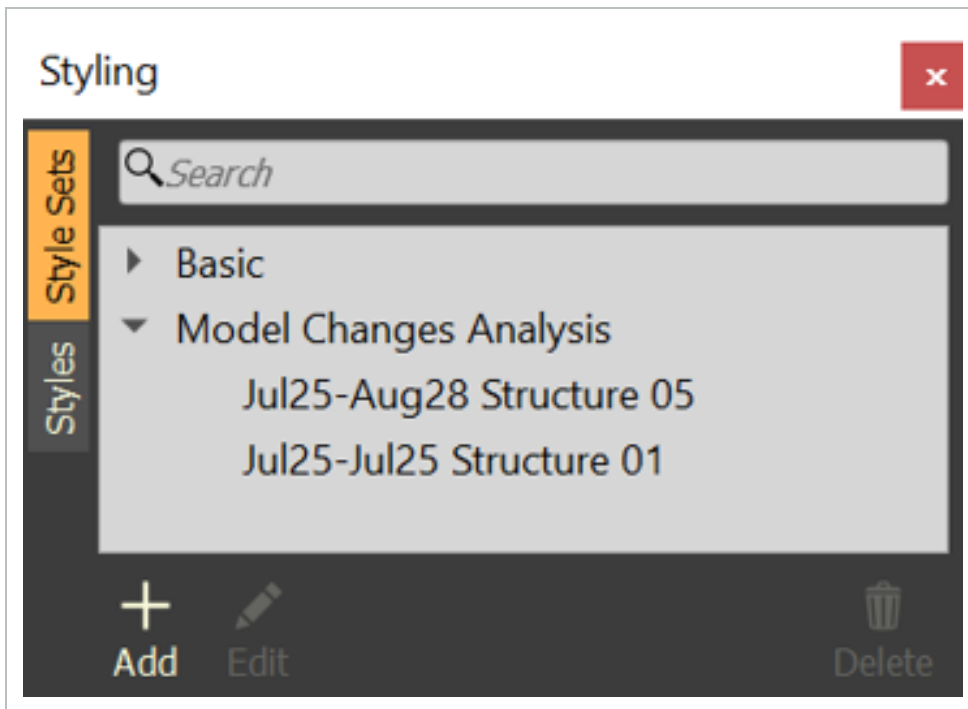 Styling
x
Style Sets
Styles
Search
Basic
Model Changes Analysis
Jul25-Aug28 Structure 05
Jul25-Jul25 Structure 01
Add
Edit
Delete